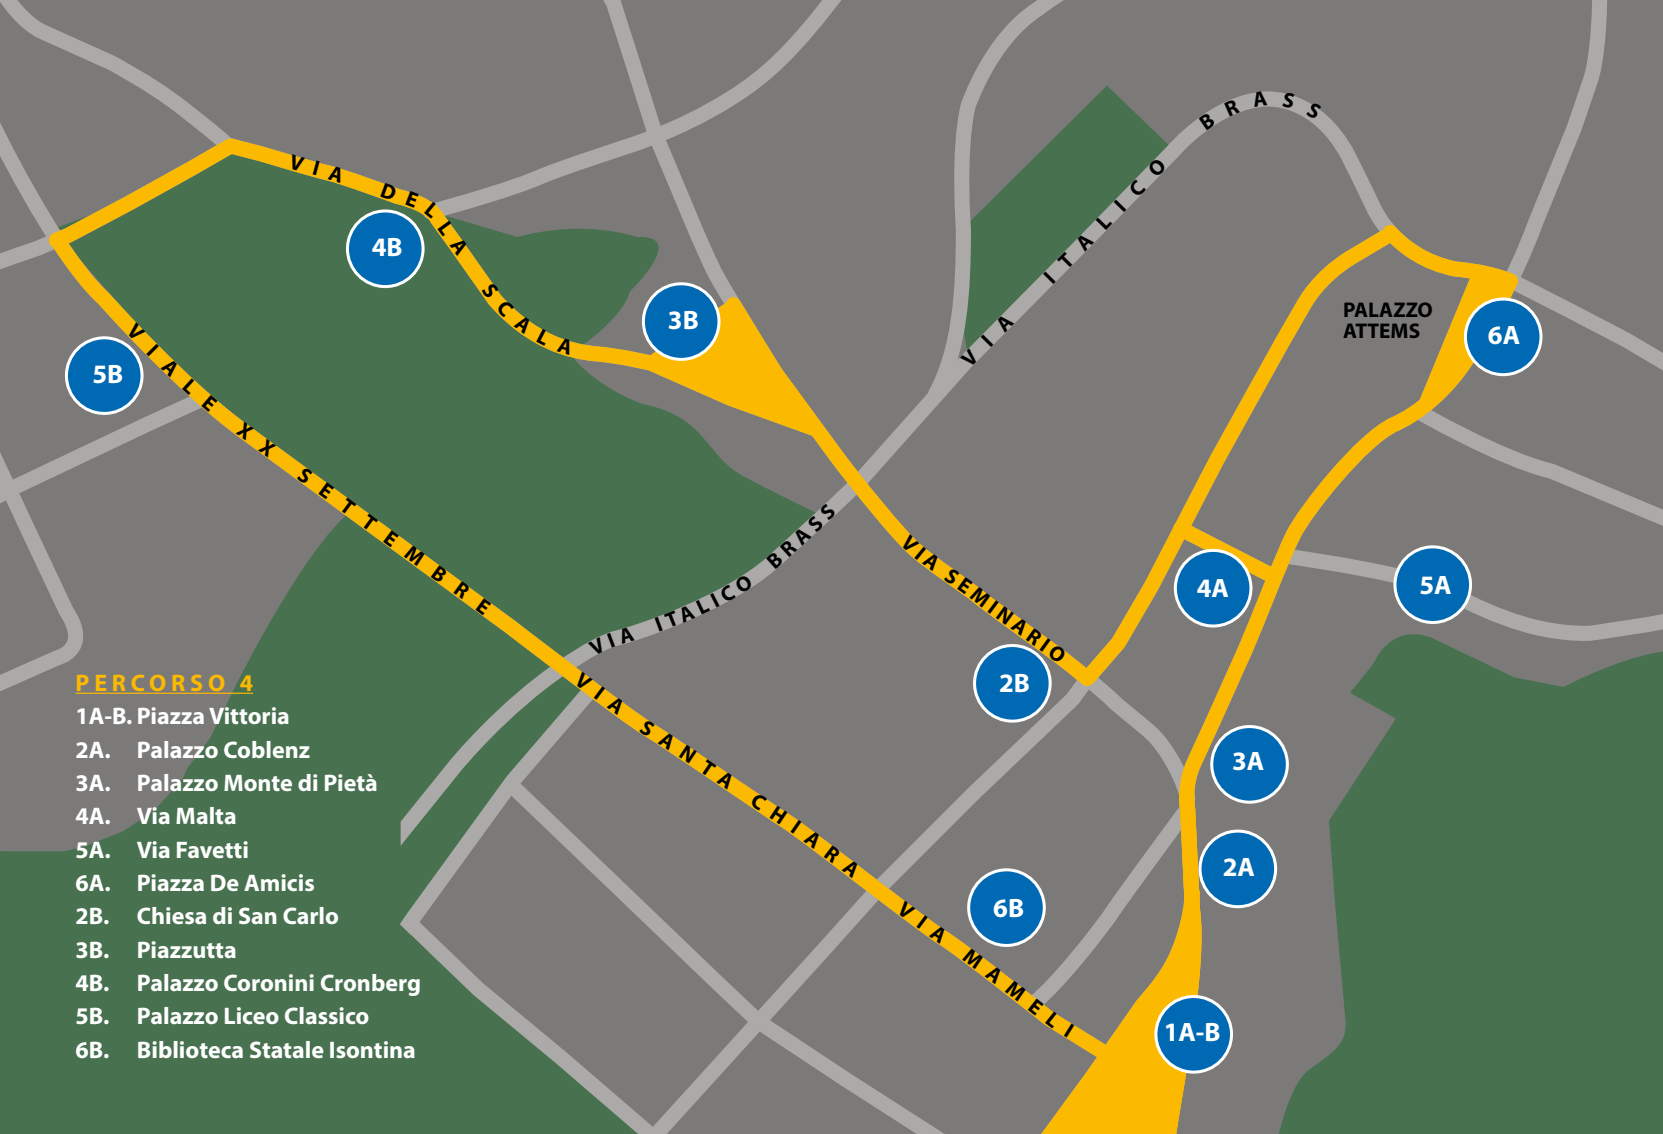 VIA ITALICO BRASS
VIA DELLA SCALA
4B
3B
PALAZZO
ATTEMS
6A
5B
VIALE XX SETTEMBRE
VIA ITALICO BRASS
VIA SEMINARIO
4A
5A
2B
VIA SANTA CHIARA
3A
2A
6B
VIA MAMELI
1A-B
PERCORSO 4
1A-B. Piazza Vittoria
2A. Palazzo Coblenz
3A. Palazzo Monte di Pietà
4A. Via Malta
5A. Via Favetti
6A. Piazza De Amicis
2B. Chiesa di San Carlo
3B. Piazzutta
4B. Palazzo Coronini Cronberg
5B. Palazzo Liceo Classico
6B. Biblioteca Statale Isontina